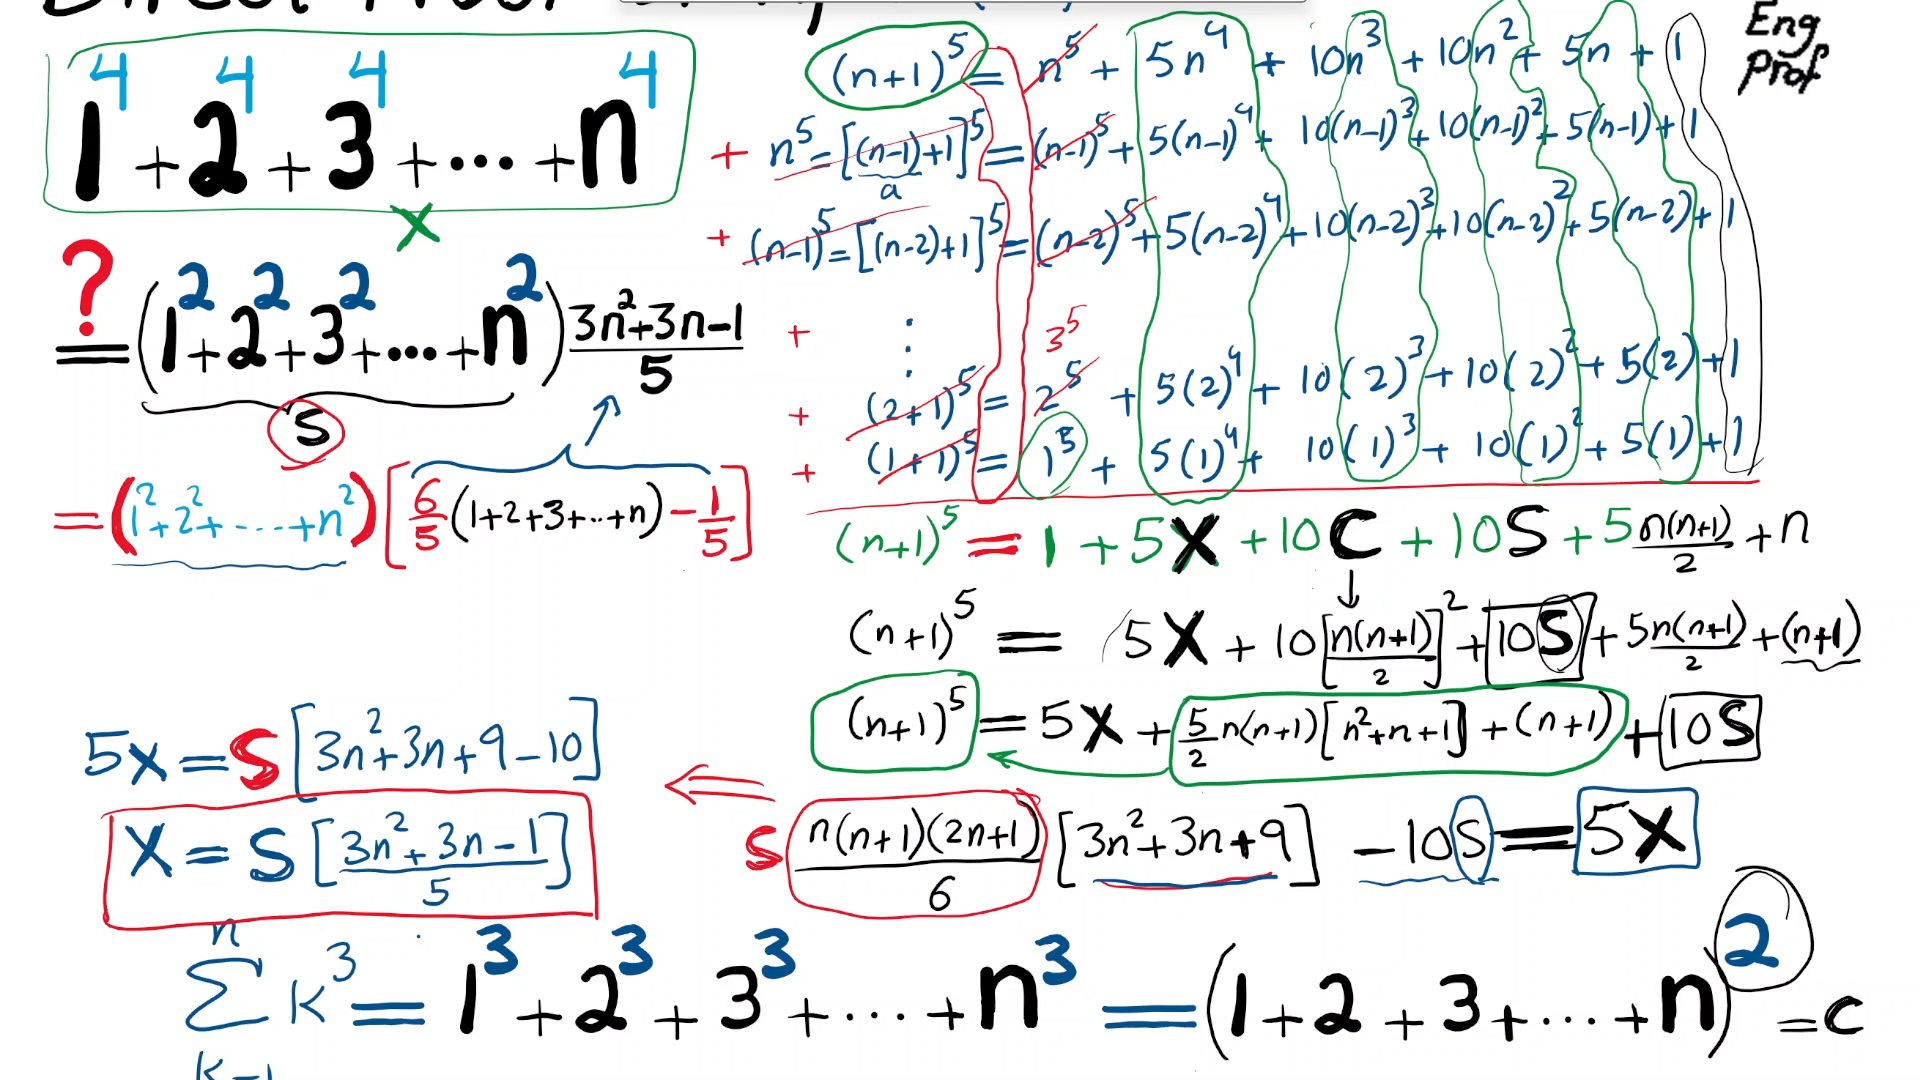 Eng
Prof
1⁴ + 2⁴ + 3⁴ + ⋯ + n⁴
X
? = (1² + 2² + 3² + ⋯ + n²) (3n²+3n−1)/5
S
= (1² + 2² + ⋯ + n²) [6/5 (1+2+3+⋯+n) − 1/5]
(n+1)⁵ = n⁵ + 5n⁴ + 10n³ + 10n² + 5n + 1
+ n⁵ = [(n−1)+1]⁵ = (n−1)⁵ + 5(n−1)⁴ + 10(n−1)³ + 10(n−1)² + 5(n−1) + 1
a
+ (n−1)⁵ = [(n−2)+1]⁵ = (n−2)⁵ + 5(n−2)⁴ + 10(n−2)³ + 10(n−2)² + 5(n−2) + 1
+ ⋮ 3⁵
+ (2+1)⁵ = 2⁵ + 5(2)⁴ + 10(2)³ + 10(2)² + 5(2) + 1
+ (1+1)⁵ = 1⁵ + 5(1)⁴ + 10(1)³ + 10(1)² + 5(1) + 1
(n+1)⁵ = 1 + 5X + 10C + 10S + 5 n(n+1)/2 + n
(n+1)⁵ = 5X + 10[n(n+1)/2]² + 10S + 5n(n+1)/2 + (n+1)
(n+1)⁵ = 5X + 5/2 n(n+1)[n²+n+1] + (n+1) + 10S
S n(n+1)(2n+1)/6 [3n²+3n+9] − 10S = 5X
5X = S [3n²+3n+9−10]
X = S [(3n²+3n−1)/5]
n ∑ k³ = 1³ + 2³ + 3³ + ⋯ + n³ = (1 + 2 + 3 + ⋯ + n)² = C